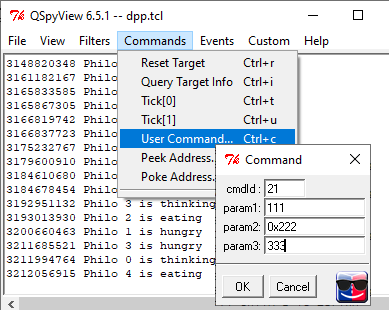 QSpyView 6.5.1 -- dpp.tcl
File View Filters Commands Events Custom Help
3148820348 Philo
3161182167 Philo
3165833585 Philo
3165867305 Philo
3166819742 Philo
3166837723 Philo
3175232767 Philo
3179600910 Philo
3184610680 Philo
3184678454 Philo
3192951132 Philo 2 is thinking
3193013930 Philo 2 is eating
3200660463 Philo 1 is hungry
3211685521 Philo 3 is hungry
3211994764 Philo 0 is thinking
3212056915 Philo 4 is eating
Reset Target Ctrl+r
Query Target Info Ctrl+i
Tick[0] Ctrl+t
Tick[1] Ctrl+u
User Command... Ctrl+c
Peek Address.
Poke Address.
Command
cmdId : 21
param1: 111
param2: 0x222
param3: 333
OK Cancel